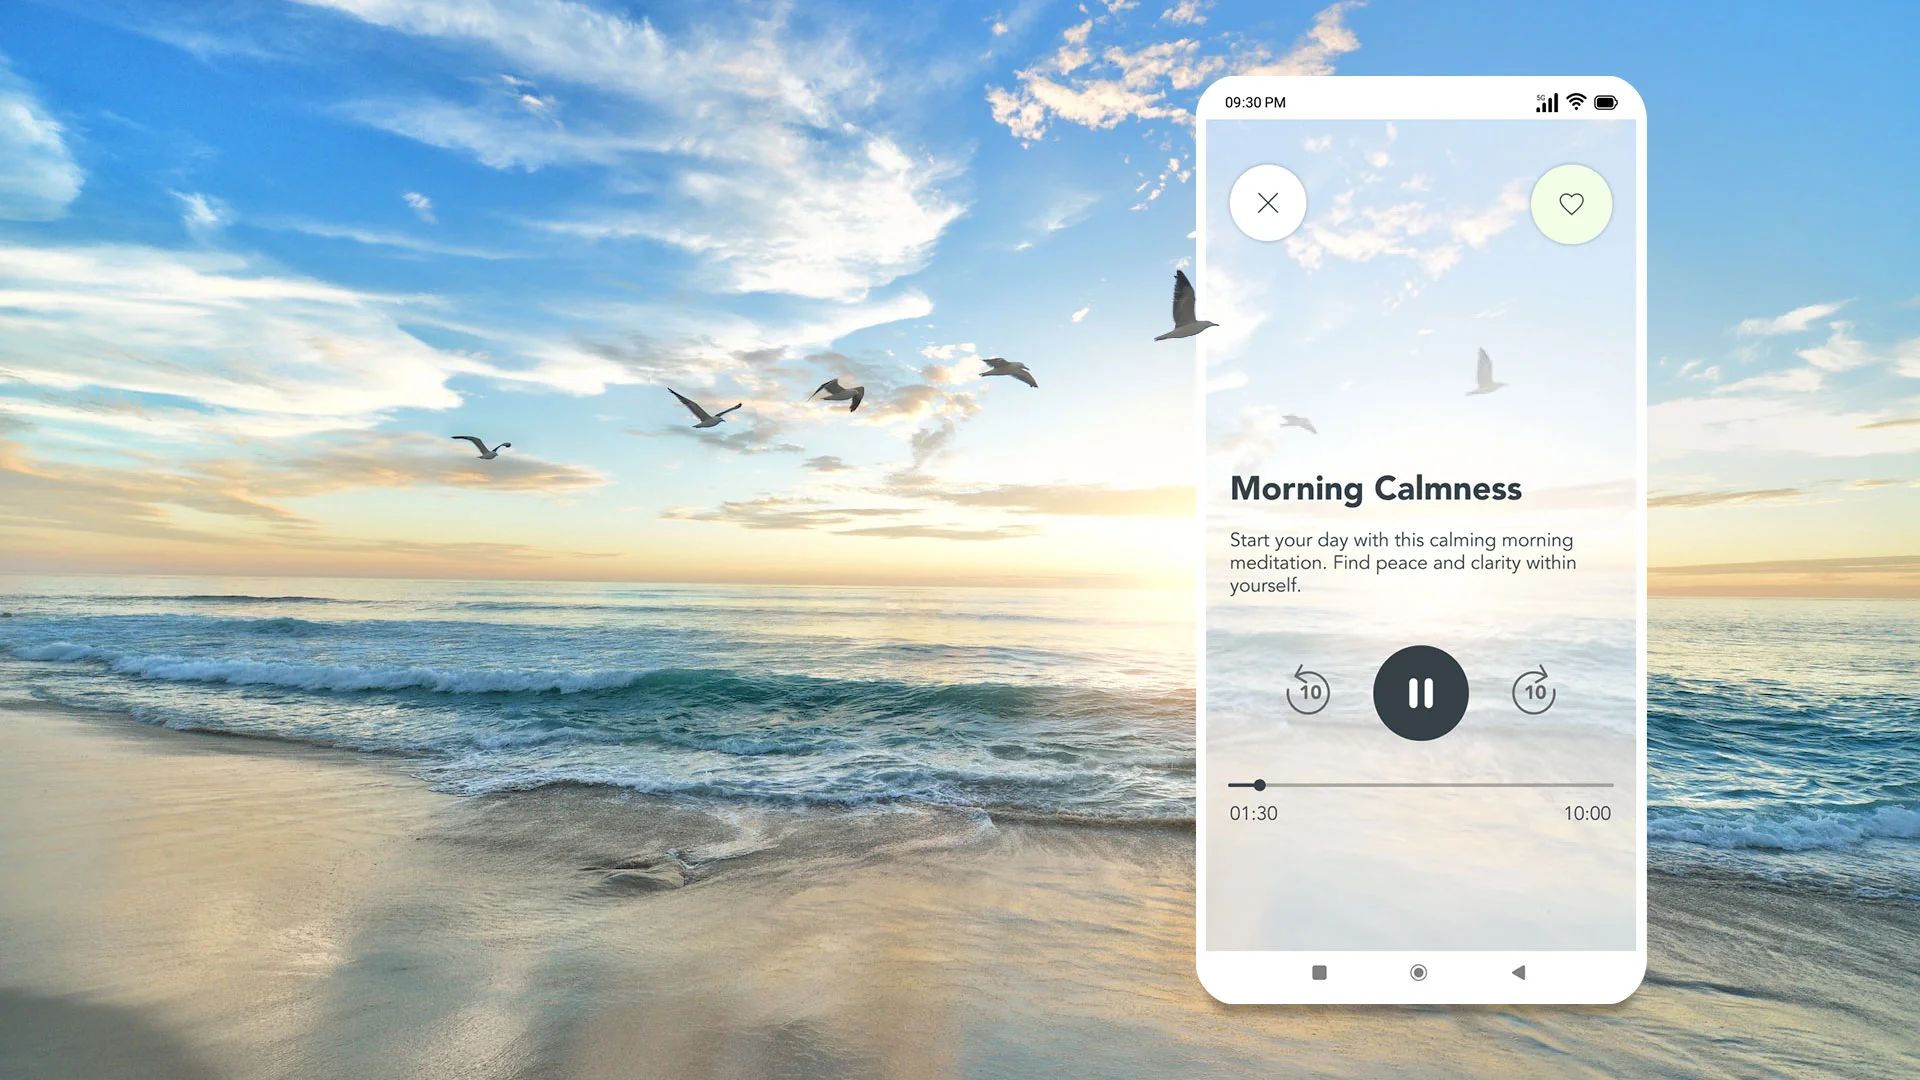 09:30 PM
5G
Morning Calmness
Start your day with this calming morning
meditation. Find peace and clarity within
yourself.
10
10
01:30
10:00